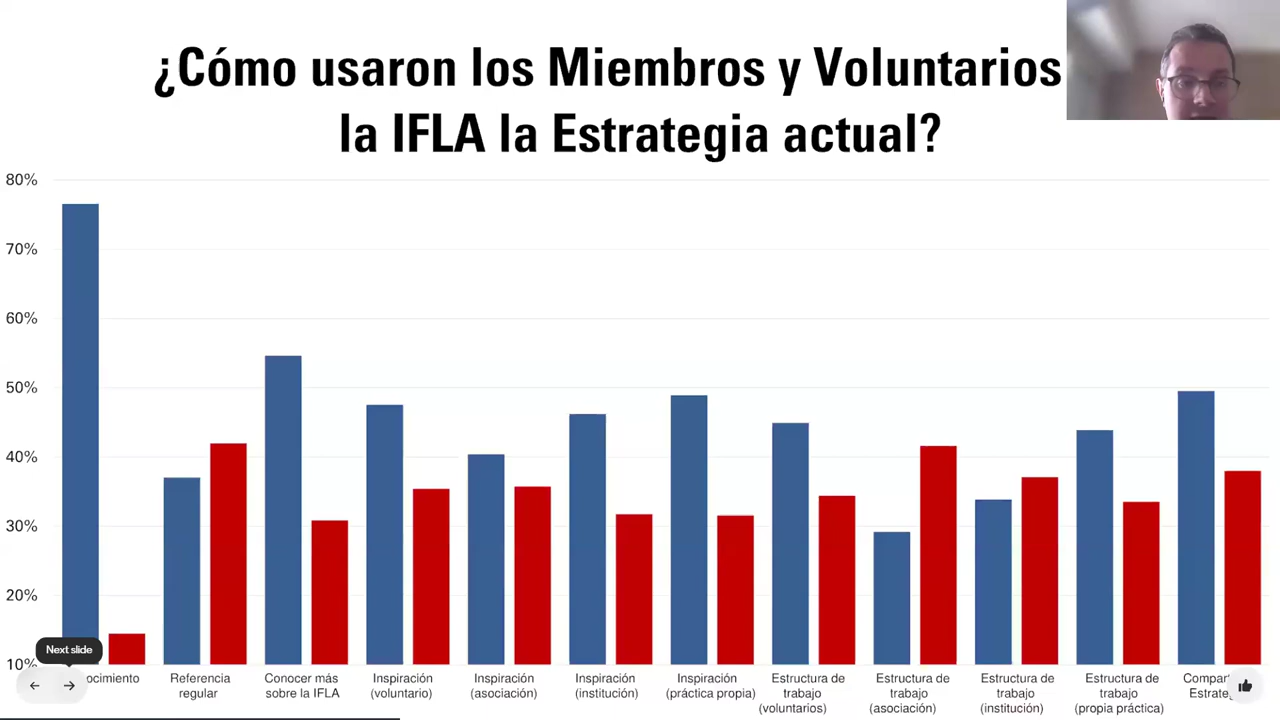 ¿Cómo usaron los Miembros y Voluntarios
la IFLA la Estrategia actual?
80%
70%
60%
50%
40%
30%
20%
10%
Next slide
Referencia
regular
Conocer más
sobre la IFLA
Inspiración
(voluntario)
Inspiración
(asociación)
Inspiración
(institución)
Inspiración
(práctica propia)
Estructura de
trabajo
(voluntarios)
Estructura de
trabajo
(asociación)
Estructura de
trabajo
(institución)
Estructura de
trabajo
(propia práctica)